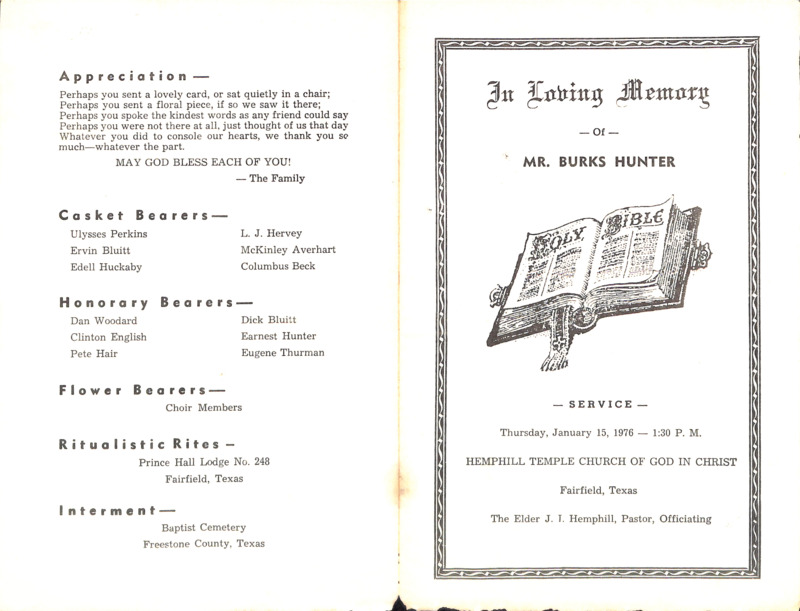 Appreciation —
Perhaps you sent a lovely card, or sat quietly in a chair;
Perhaps you sent a floral piece, if so we saw it there;
Perhaps you spoke the kindest words as any friend could say
Perhaps you were not there at all, just thought of us that day
Whatever you did to console our hearts, we thank you so
much—whatever the part.
MAY GOD BLESS EACH OF YOU!
— The Family
Casket Bearers—
Ulysses Perkins
Ervin Bluitt
Edell Huckaby
L. J. Hervey
McKinley Averhart
Columbus Beck
Honorary Bearers—
Dan Woodard
Clinton English
Pete Hair
Dick Bluitt
Earnest Hunter
Eugene Thurman
Flower Bearers—
Choir Members
Ritualistic Rites —
Prince Hall Lodge No. 248
Fairfield, Texas
Interment—
Baptist Cemetery
Freestone County, Texas
In Loving Memory
— Of —
MR. BURKS HUNTER
HOLY BIBLE
— SERVICE —
Thursday, January 15, 1976 — 1:30 P. M.
HEMPHILL TEMPLE CHURCH OF GOD IN CHRIST
Fairfield, Texas
The Elder J. I. Hemphill, Pastor, Officiating